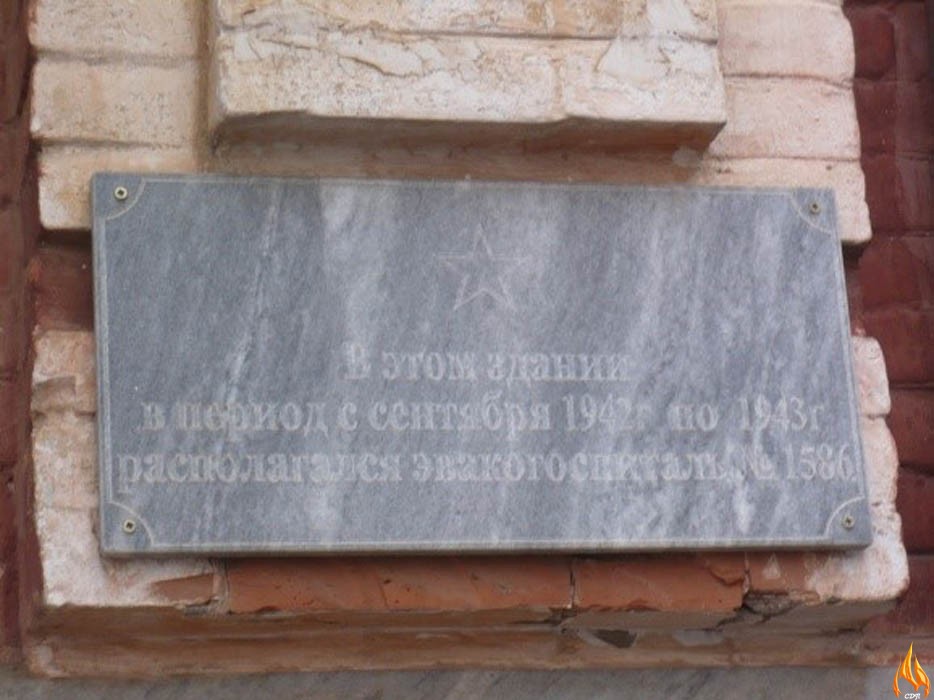 В этом здании
в период с сентября 1942г по 1943г
располагался эвакогоспиталь № 1586